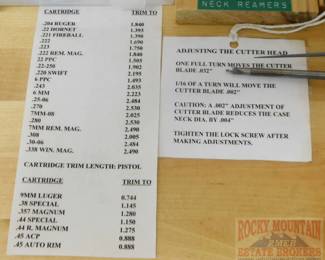 NECK REAMERS
CARTRIDGE TRIM TO
.204 RUGER 1.840
.22 HORNET 1.393
.221 FIREBALL 1.390
.222 1.690
.223 1.750
.222 REM. MAG. 1.840
.22 PPC 1.505
.22-250 1.902
.220 SWIFT 2.195
6-PPC 1.493
.243 2.035
6 MM 2.223
.25-06 2.484
.270 2.530
7MM-08 2.025
.280 2.530
7MM REM. MAG. 2.490
.308 2.005
.30-06 2.484
.338 WIN. MAG. 2.490
CARTRIDGE TRIM LENGTH: PISTOL
CARTRIDGE TRIM TO
9MM LUGER 0.744
.38 SPECIAL 1.145
.357 MAGNUM 1.280
.44 SPECIAL 1.150
.44 R. MAGNUM 1.275
.45 ACP 0.888
.45 AUTO RIM 0.888
ADJUSTING THE CUTTER HEAD
ONE FULL TURN MOVES THE CUTTER
BLADE .032"
1/16 OF A TURN WILL MOVE THE
CUTTER BLADE .002"
CAUTION: A .002" ADJUSTMENT OF
CUTTER BLADE REDUCES THE CASE
NECK DIA. BY .004"
TIGHTEN THE LOCK SCREW AFTER
MAKING ADJUSTMENTS.
ROCKY MOUNTAIN
ESTATE BROKERS